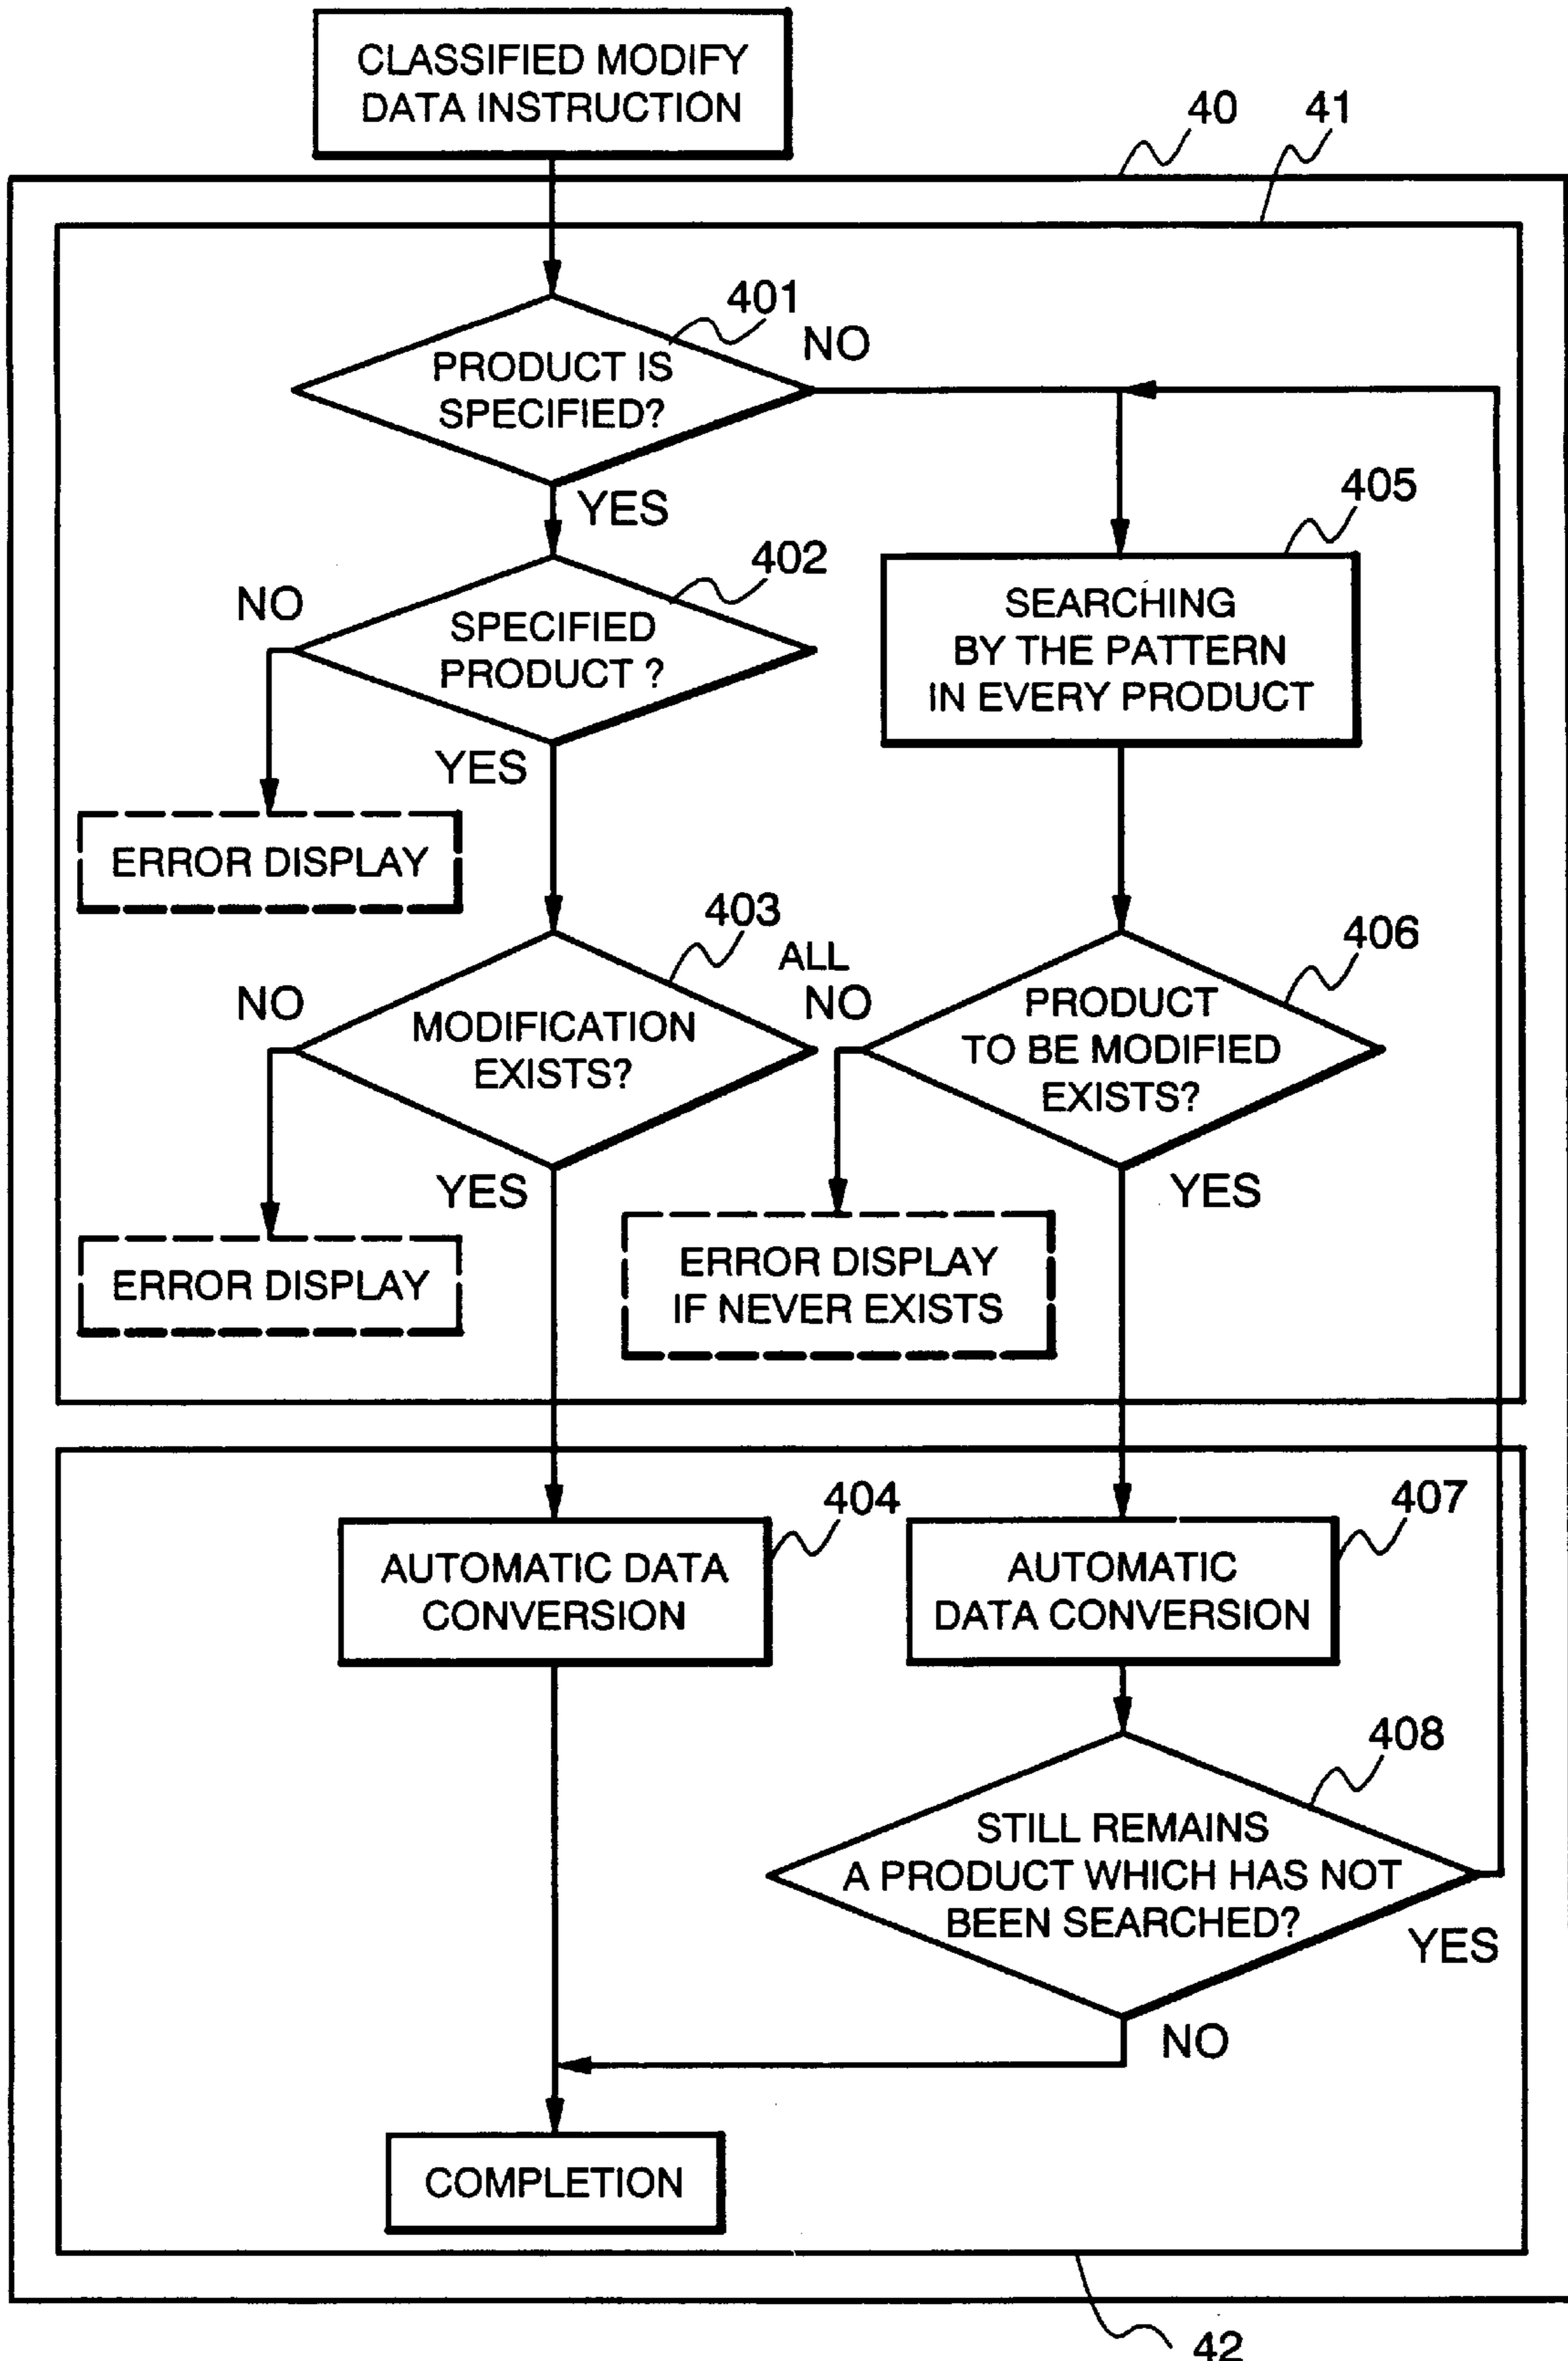 CLASSIFIED MODIFY
DATA INSTRUCTION
40
41
401
PRODUCT IS
SPECIFIED?
NO
YES
402
SPECIFIED
PRODUCT ?
NO
YES
ERROR DISPLAY
405
SEARCHING
BY THE PATTERN
IN EVERY PRODUCT
403
MODIFICATION
EXISTS?
NO
YES
ERROR DISPLAY
406
PRODUCT
TO BE MODIFIED
EXISTS?
ALL
NO
YES
ERROR DISPLAY
IF NEVER EXISTS
404
AUTOMATIC DATA
CONVERSION
407
AUTOMATIC
DATA CONVERSION
408
STILL REMAINS
A PRODUCT WHICH HAS NOT
BEEN SEARCHED?
YES
NO
COMPLETION
42